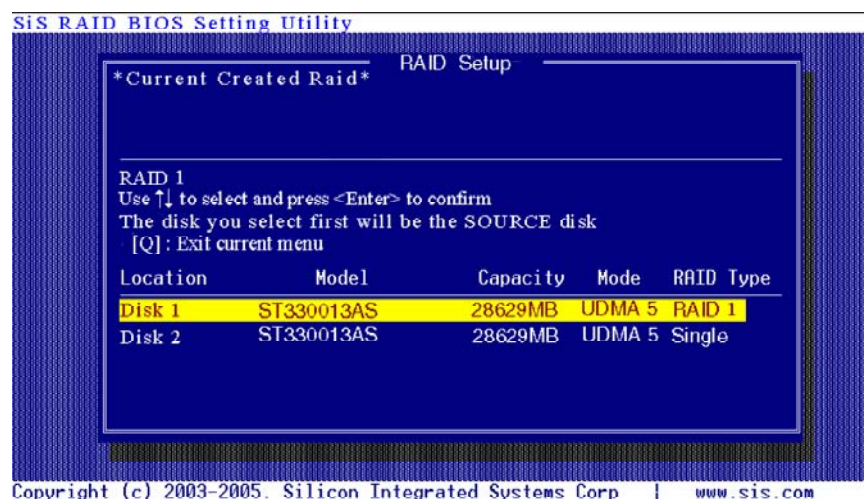 SiS RAID BIOS Setting Utility
RAID Setup
*Current Created Raid*
RAID 1
Use ↑↓ to select and press <Enter> to confirm
The disk you select first will be the SOURCE disk
[Q] : Exit current menu
Location Model Capacity Mode RAID Type
Disk 1 ST330013AS 28629MB UDMA 5 RAID 1
Disk 2 ST330013AS 28629MB UDMA 5 Single
Copyright (c) 2003-2005. Silicon Integrated Systems Corp | www.sis.com